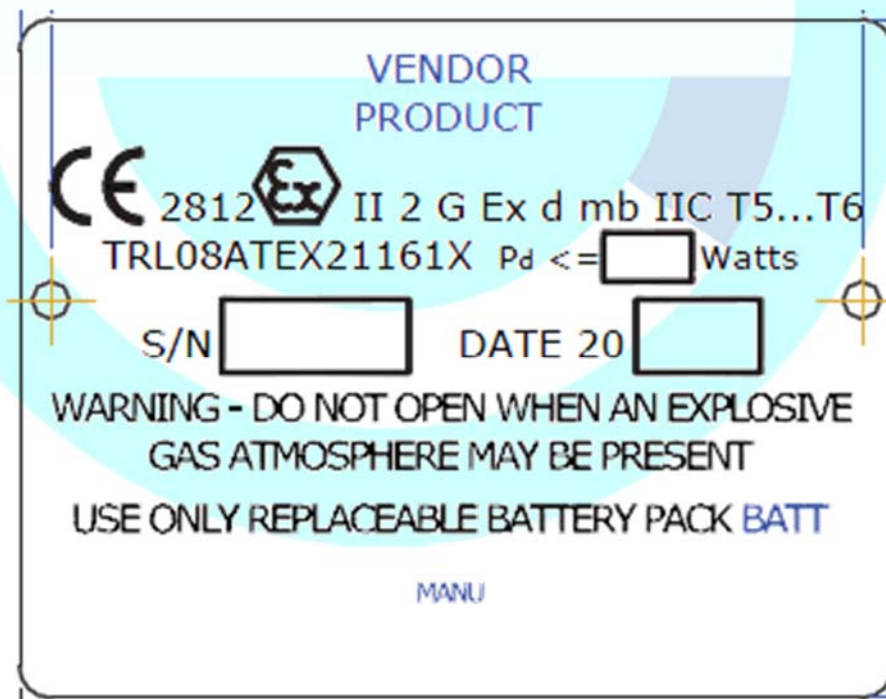 VENDOR
PRODUCT
CE 2812 Ex II 2 G Ex d mb IIC T5...T6
TRL08ATEX21161X Pd <= Watts
S/N DATE 20
WARNING - DO NOT OPEN WHEN AN EXPLOSIVE
GAS ATMOSPHERE MAY BE PRESENT
USE ONLY REPLACEABLE BATTERY PACK BATT
MANU